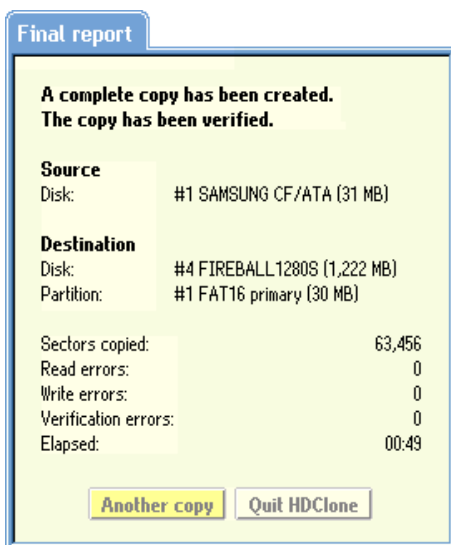 Final report
A complete copy has been created.
The copy has been verified.
Source
Disk: #1 SAMSUNG CF/ATA (31 MB)
Destination
Disk: #4 FIREBALL1280S (1,222 MB)
Partition: #1 FAT16 primary (30 MB)
Sectors copied: 63,456
Read errors: 0
Write errors: 0
Verification errors: 0
Elapsed: 00:49
Another copy Quit HDClone